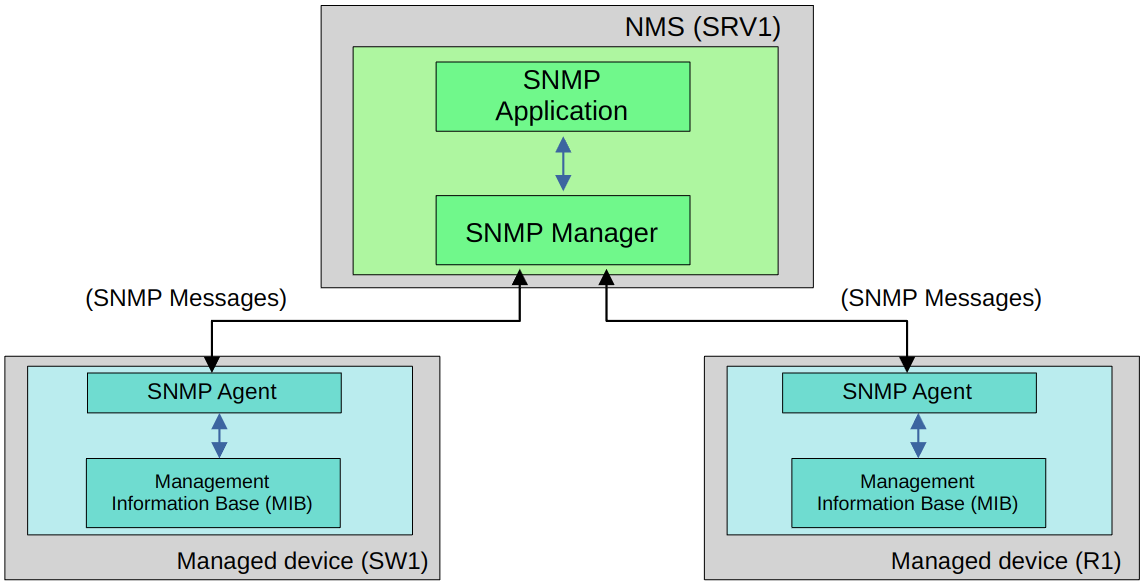 NMS (SRV1)
SNMP
Application
SNMP Manager
(SNMP Messages)
(SNMP Messages)
SNMP Agent
Management
Information Base (MIB)
Managed device (SW1)
SNMP Agent
Management
Information Base (MIB)
Managed device (R1)